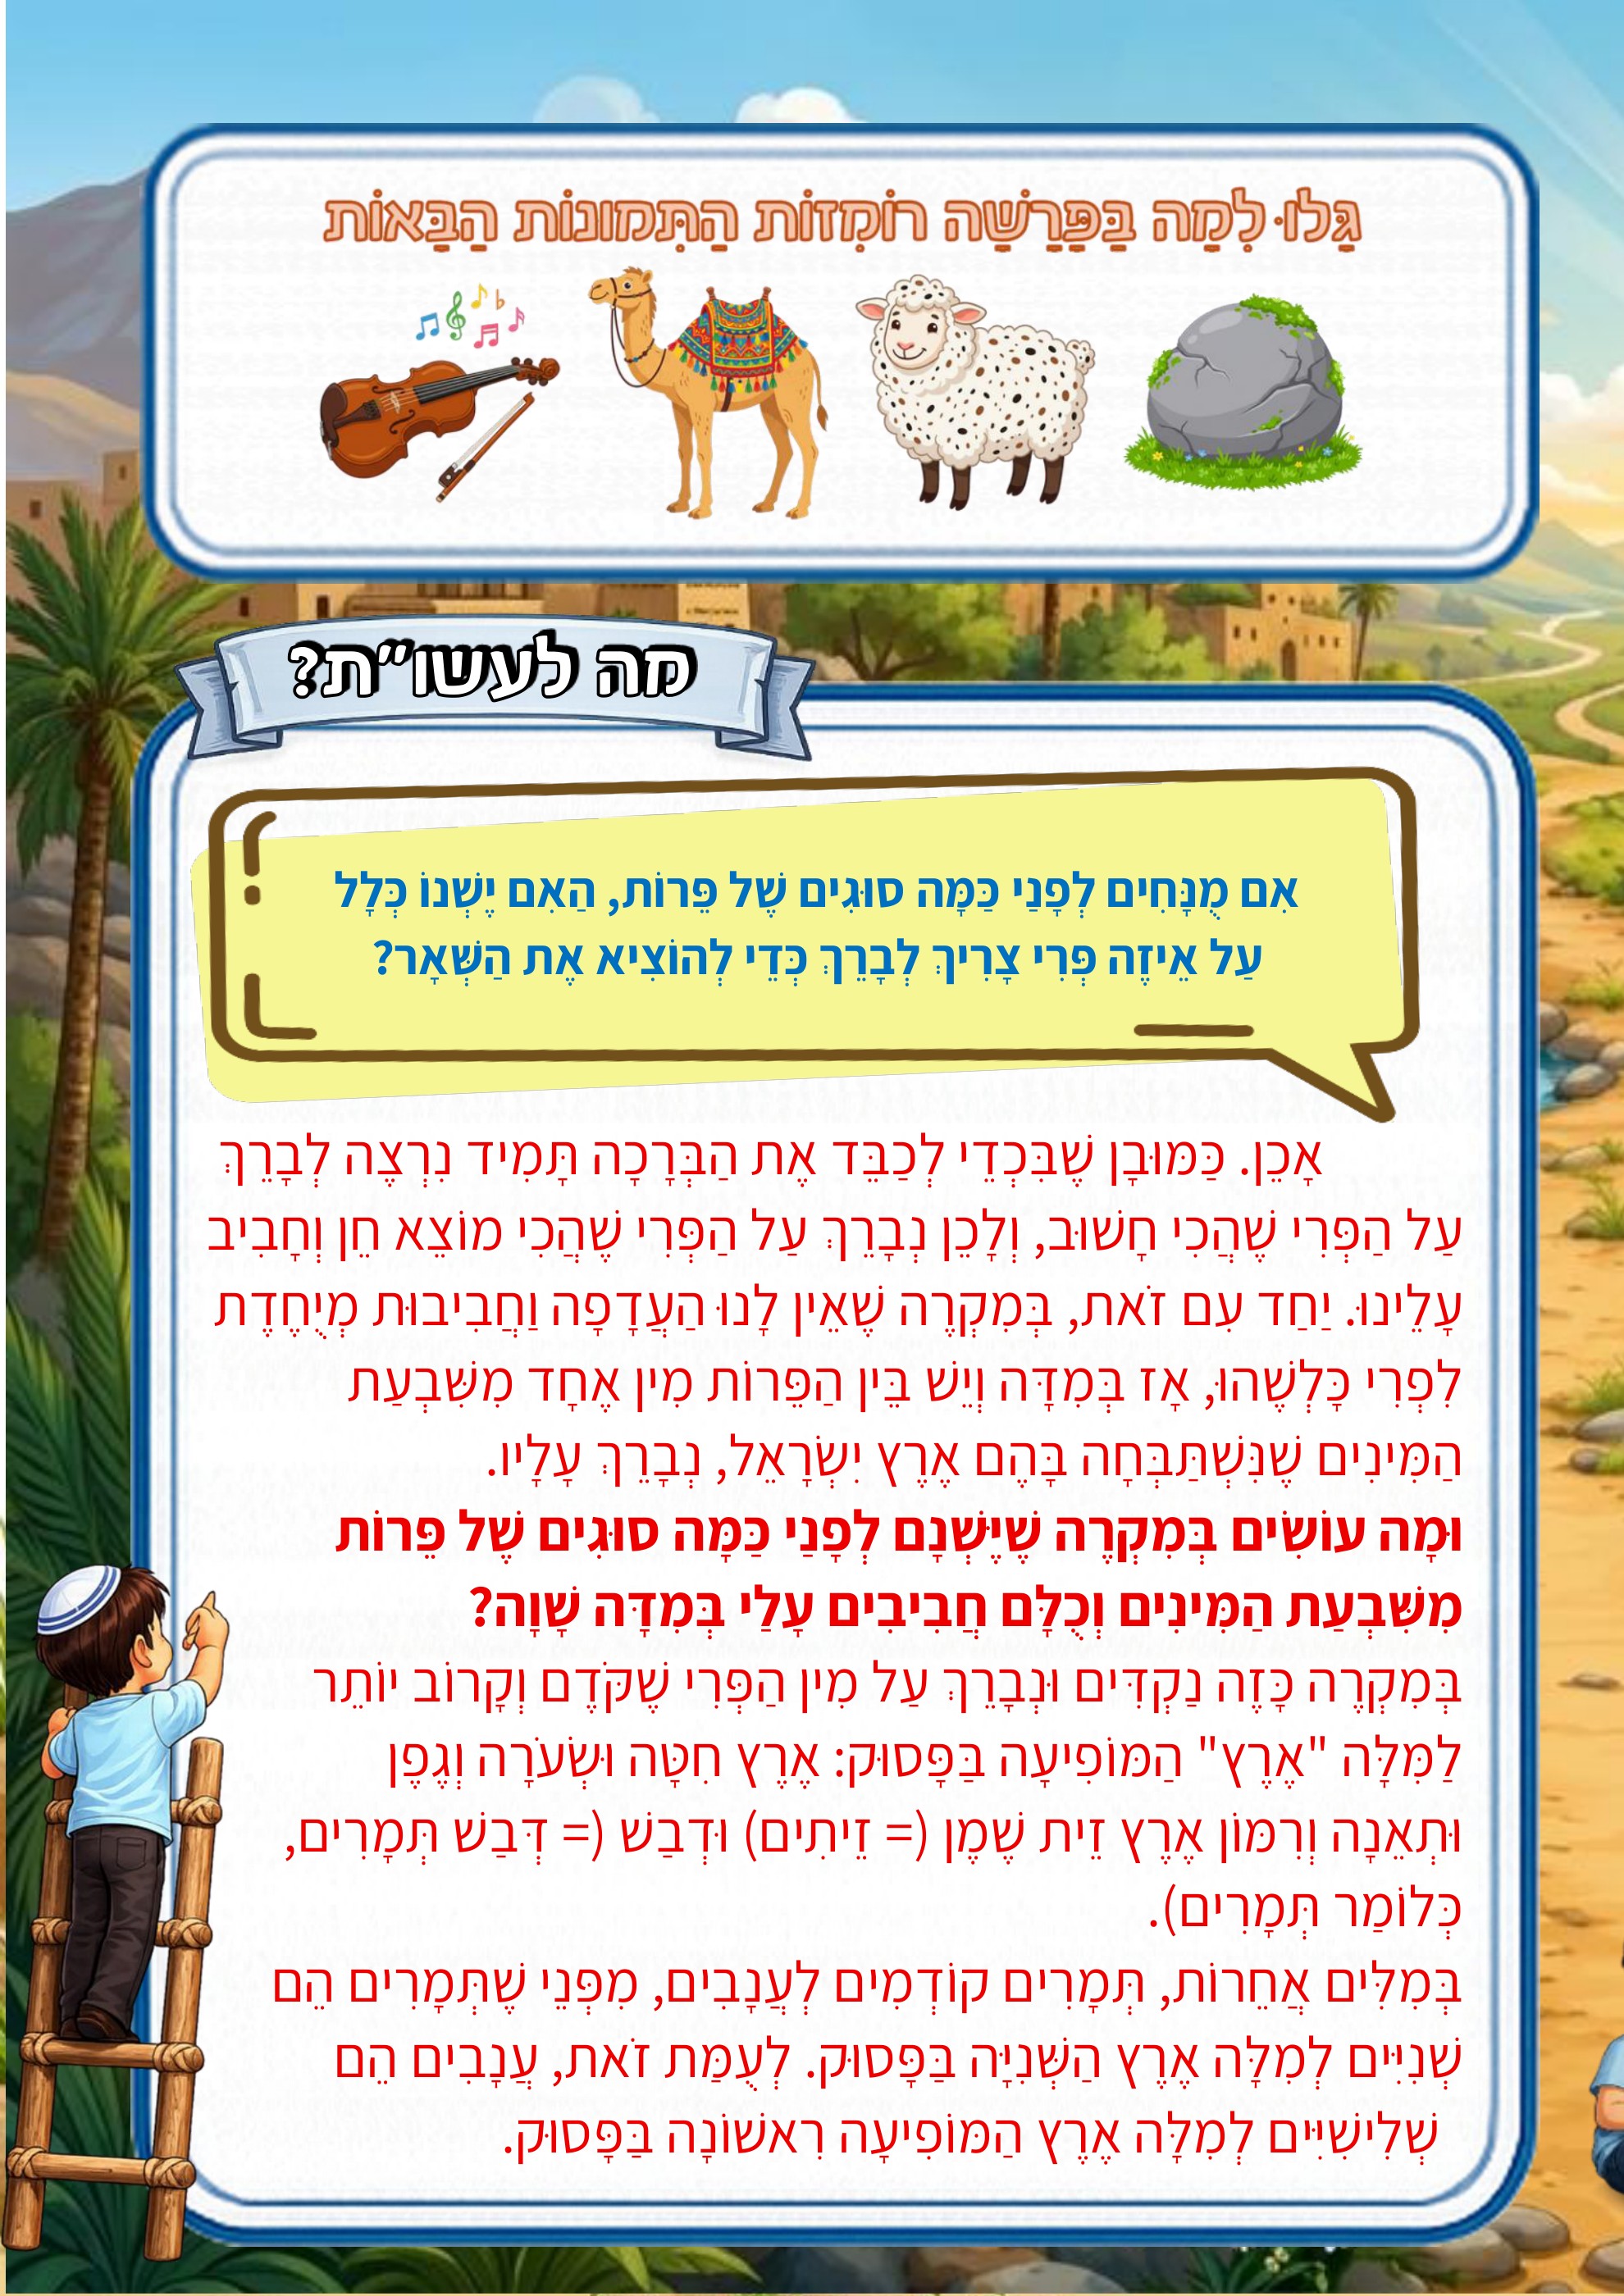 גַּלּוּ לְמַה בַּפָּרָשָׁה רוֹמְזוֹת הַתְּמוּנוֹת הַבָּאוֹת
מה לעשו"ת?
אִם מֻנָּחִים לְפָנַי כַּמָּה סוּגִים שֶׁל פֵּרוֹת, הַאִם יֶשְׁנוֹ כְּלָל
עַל אֵיזֶה פְּרִי צָרִיךְ לְבָרֵךְ כְּדֵי לְהוֹצִיא אֶת הַשְּׁאָר?
אָכֵן. כַּמּוּבָן שֶׁבִּכְדֵי לְכַבֵּד אֶת הַבְּרָכָה תָּמִיד נִרְצֶה לְבָרֵךְ
עַל הַפְּרִי שֶׁהֲכִי חָשׁוּב, וְלָכֵן נְבָרֵךְ עַל הַפְּרִי שֶׁהֲכִי מוֹצֵא חֵן וְחָבִיב
עָלֵינוּ. יַחַד עִם זֹאת, בְּמִקְרֶה שֶׁאֵין לָנוּ הַעֲדָפָה וַחֲבִיבוּת מְיֻחֶדֶת
לִפְרִי כָּלְשֶׁהוּ, אָז בְּמִדָּה וְיֵשׁ בֵּין הַפֵּרוֹת מִין אֶחָד מִשִּׁבְעַת
הַמִּינִים שֶׁנִּשְׁתַּבְּחָה בָּהֶם אֶרֶץ יִשְׂרָאֵל, נְבָרֵךְ עָלָיו.
וּמָה עוֹשִׂים בְּמִקְרֶה שֶׁיֶּשְׁנָם לְפָנַי כַּמָּה סוּגִים שֶׁל פֵּרוֹת
מִשִּׁבְעַת הַמִּינִים וְכֻלָּם חֲבִיבִים עָלַי בְּמִדָּה שָׁוָה?
בְּמִקְרֶה כָּזֶה נַקְדִּים וּנְבָרֵךְ עַל מִין הַפְּרִי שֶׁקֹּדֶם וְקָרוֹב יוֹתֵר
לַמִּלָּה "אֶרֶץ" הַמּוֹפִיעָה בַּפָּסוּק: אֶרֶץ חִטָּה וּשְׂעֹרָה וְגֶפֶן
וּתְאֵנָה וְרִמּוֹן אֶרֶץ זֵית שֶׁמֶן (= זֵיתִים) וּדְבַשׁ (= דְּבַשׁ תְּמָרִים,
כְּלוֹמַר תְּמָרִים).
בְּמִלִּים אֲחֵרוֹת, תְּמָרִים קוֹדְמִים לְעֲנָבִים, מִפְּנֵי שֶׁתְּמָרִים הֵם
שְׁנִיִּים לְמִלָּה אֶרֶץ הַשְּׁנִיָּה בַּפָּסוּק. לְעֻמַּת זֹאת, עֲנָבִים הֵם
שְׁלִישִׁיִּים לְמִלָּה אֶרֶץ הַמּוֹפִיעָה רִאשׁוֹנָה בַּפָּסוּק.